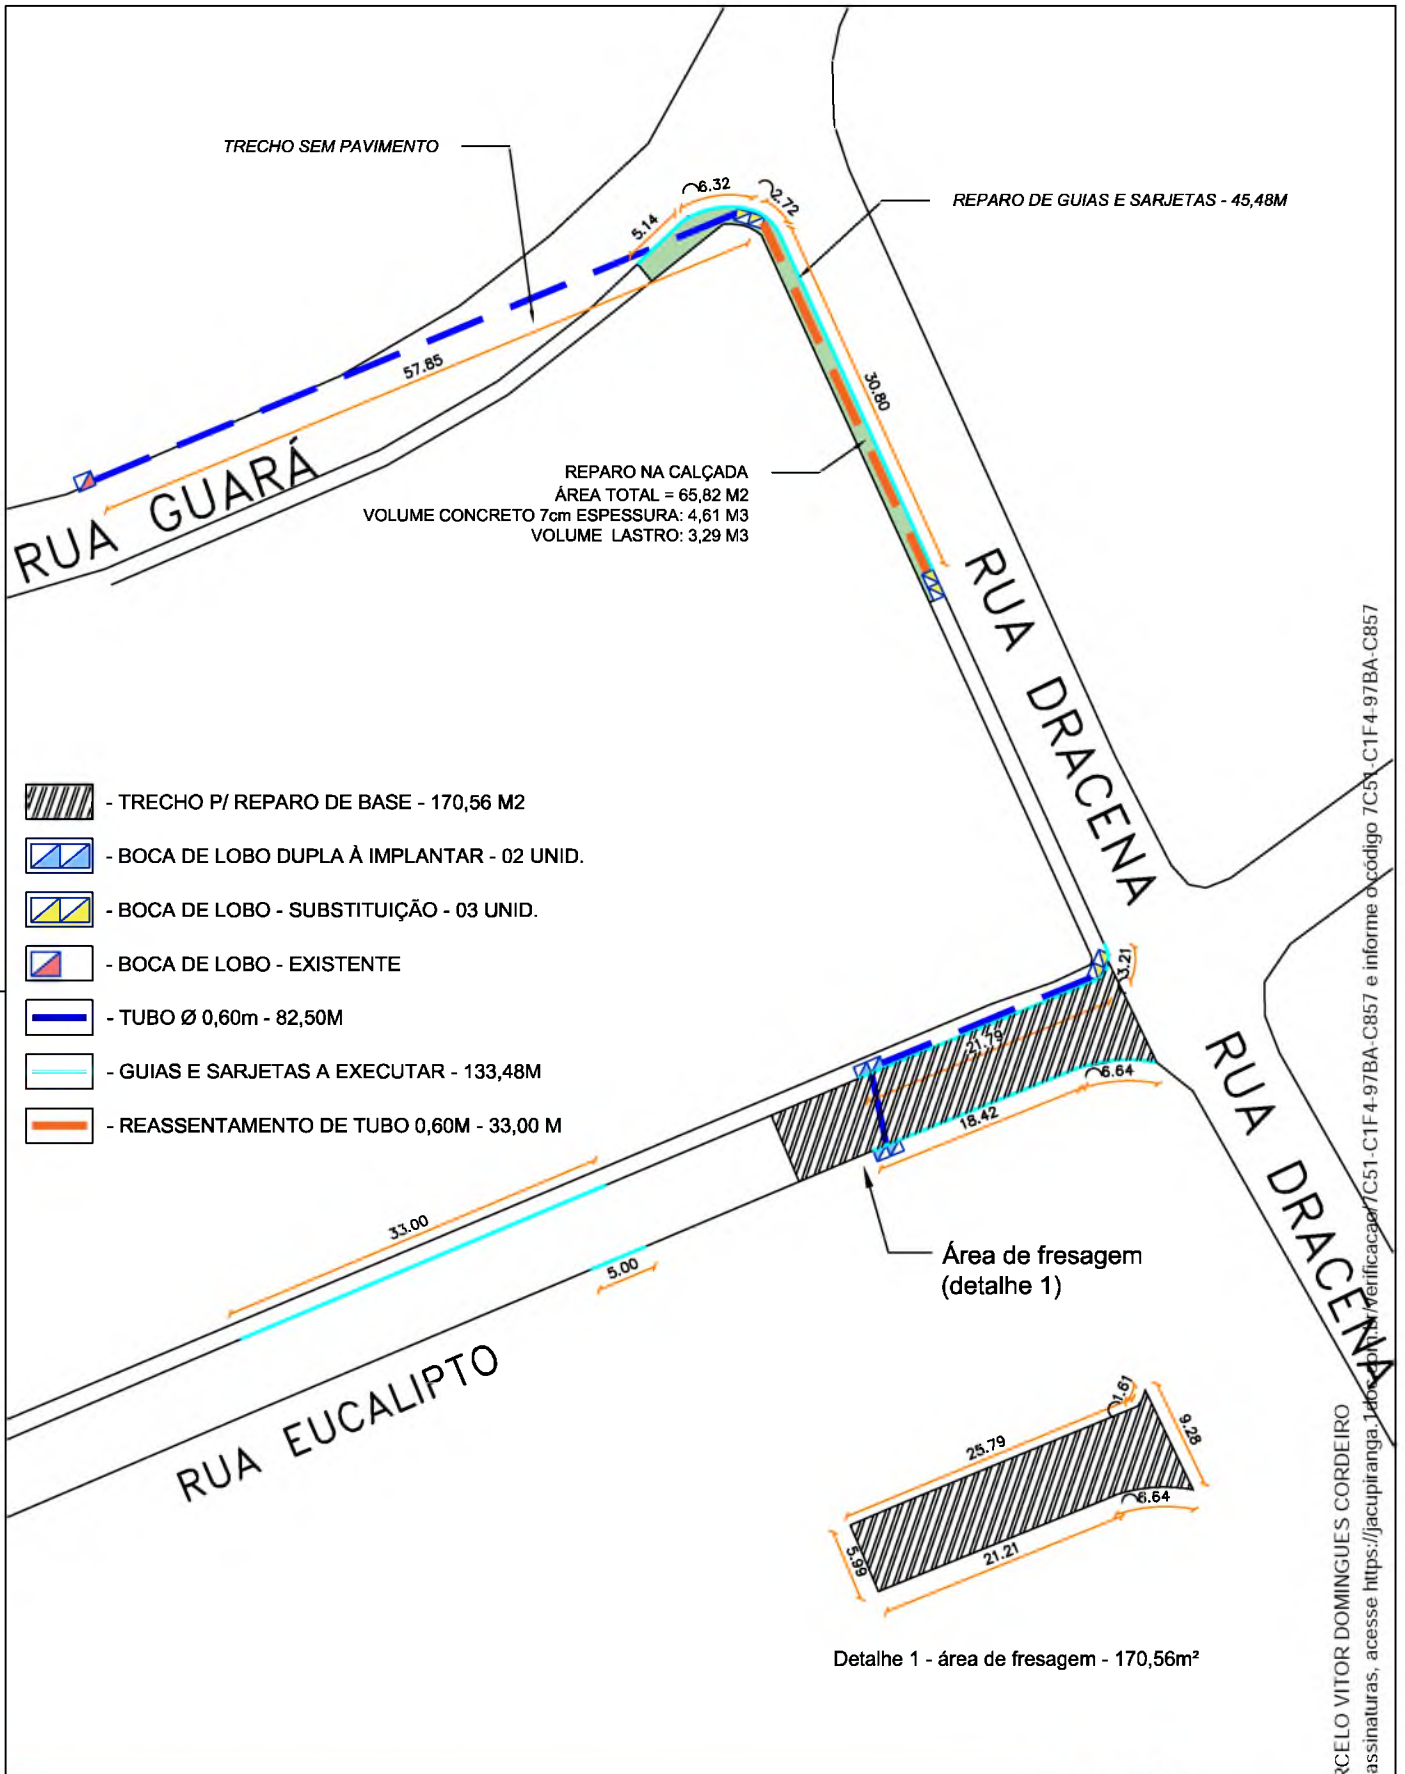 TRECHO SEM PAVIMENTO
6.32
2.72
5.14
REPARO DE GUIAS E SARJETAS - 45,48M
57.85
30.80
RUA GUARÁ
REPARO NA CALÇADA
ÁREA TOTAL = 65,82 M2
VOLUME CONCRETO 7cm ESPESSURA: 4,61 M3
VOLUME LASTRO: 3,29 M3
RUA DRACENA
- TRECHO P/ REPARO DE BASE - 170,56 M2
- BOCA DE LOBO DUPLA À IMPLANTAR - 02 UNID.
- BOCA DE LOBO - SUBSTITUIÇÃO - 03 UNID.
- BOCA DE LOBO - EXISTENTE
- TUBO Ø 0,60m - 82,50M
- GUIAS E SARJETAS A EXECUTAR - 133,48M
- REASSENTAMENTO DE TUBO 0,60M - 33,00 M
3.21
21.79
6.64
18.42
RUA DRACENA
33.00
5.00
Área de fresagem
(detalhe 1)
RUA EUCALIPTO
1.61
25.79
9.28
6.64
5.99
21.21
Detalhe 1 - área de fresagem - 170,56m²
RCELO VITOR DOMINGUES CORDEIRO
assinaturas, acesse https://jacupiranga.1doc.com.br/verificacao/7C51-C1F4-97BA-C857 e informe o código 7C51-C1F4-97BA-C857